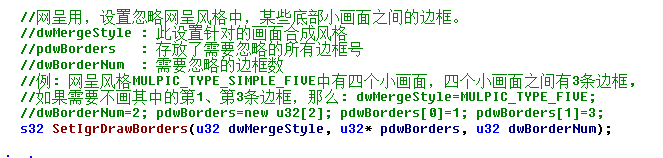 //网呈用，设置忽略网呈风格中，某些底部小画面之间的边框。
//dwMergeStyle : 此设置针对的画面合成风格
//pdwBorders   : 存放了需要忽略的所有边框号
//dwBorderNum  : 需要忽略的边框数
//例: 网呈风格MULPIC_TYPE_SIMPLE_FIVE中有四个小画面，四个小画面之间有3条边框，
//如果需要不画其中的第1、第3条边框，那么: dwMergeStyle=MULPIC_TYPE_FIVE;
//dwBorderNum=2; pdwBorders=new u32[2]; pdwBorders[0]=1; pdwBorders[1]=3;
s32 SetIgrDrawBorders(u32 dwMergeStyle, u32* pdwBorders, u32 dwBorderNum);